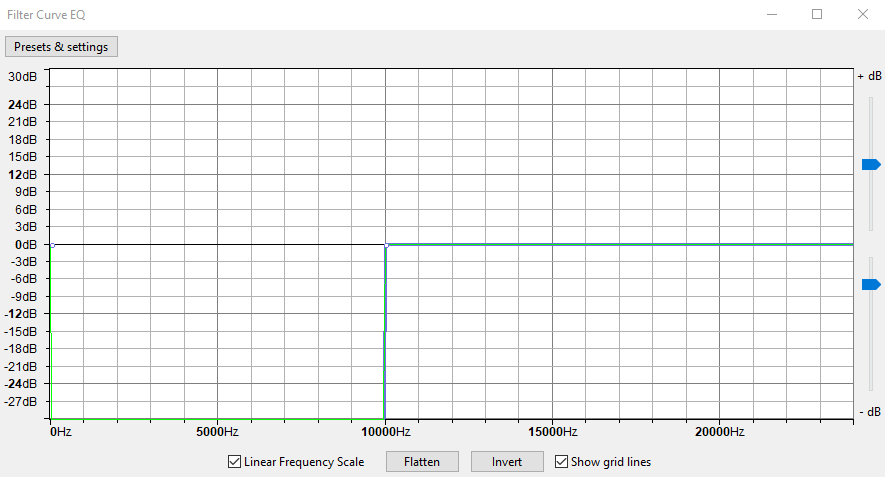 Filter Curve EQ
Presets & settings
30dB
+ dB
24dB
21dB
18dB
15dB
12dB
9dB
6dB
3dB
0dB
-3dB
-6dB
-9dB
-12dB
-15dB
-18dB
-21dB
-24dB
-27dB
- dB
0Hz 5000Hz 10000Hz 15000Hz 20000Hz
Linear Frequency Scale Flatten Invert Show grid lines